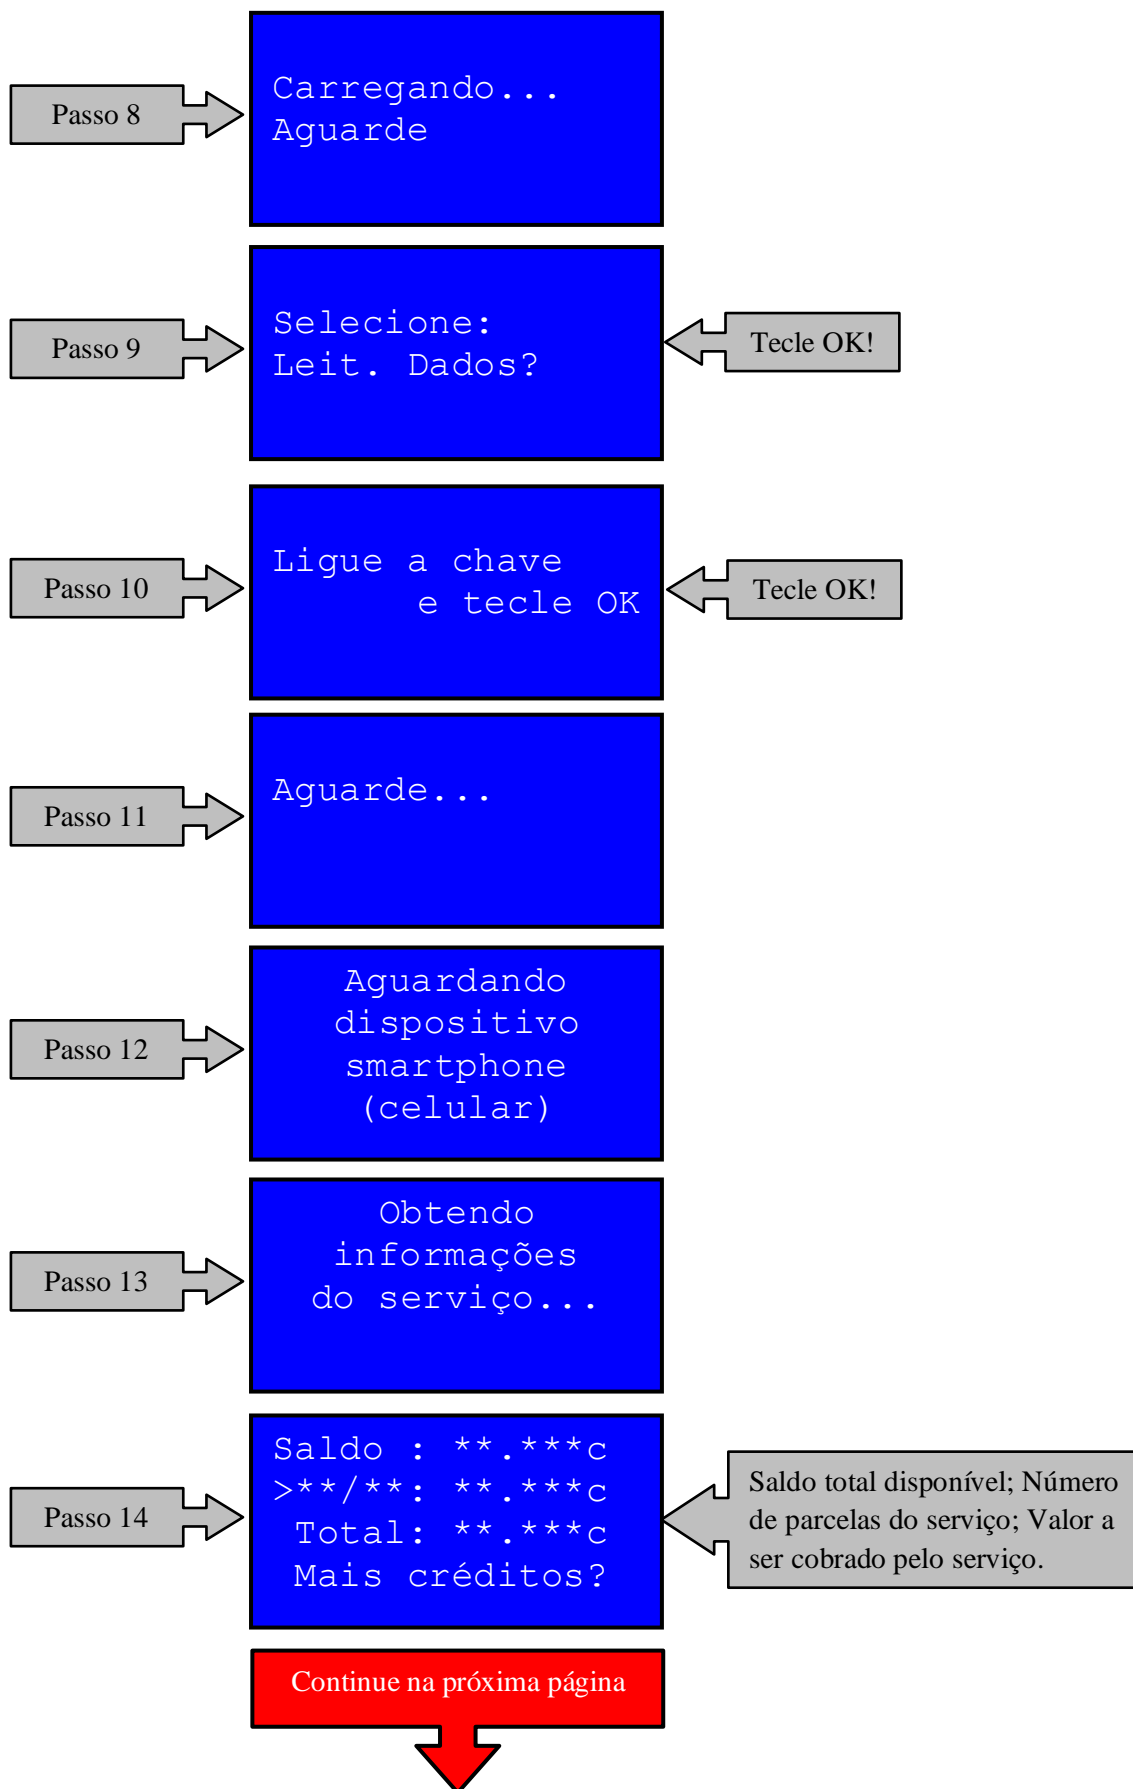 Passo 8
Carregando...
Aguarde
Passo 9
Selecione:
Leit. Dados?
Tecle OK!
Passo 10
Ligue a chave
e tecle OK
Tecle OK!
Passo 11
Aguarde...
Passo 12
Aguardando
dispositivo
smartphone
(celular)
Passo 13
Obtendo
informações
do serviço...
Passo 14
Saldo : **.***c
>**/**: **.***c
Total: **.***c
Mais créditos?
Saldo total disponível; Número
de parcelas do serviço; Valor a
ser cobrado pelo serviço.
Continue na próxima página